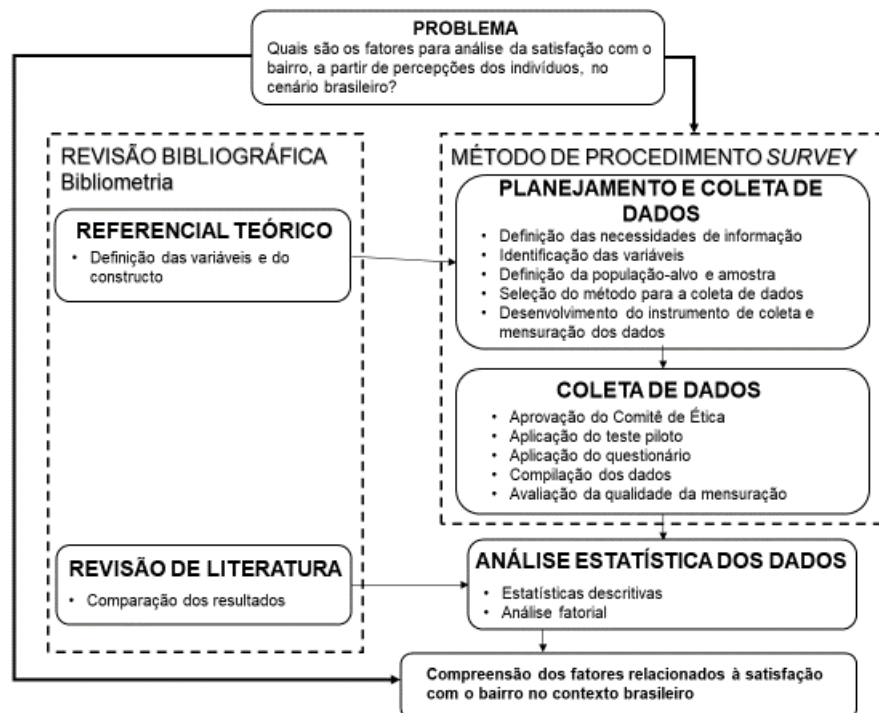 PROBLEMA
Quais são os fatores para análise da satisfação com o
bairro, a partir de percepções dos indivíduos, no
cenário brasileiro?
REVISÃO BIBLIOGRÁFICA
Bibliometria
REFERENCIAL TEÓRICO
• Definição das variáveis e do
constructo
REVISÃO DE LITERATURA
• Comparação dos resultados
MÉTODO DE PROCEDIMENTO SURVEY
PLANEJAMENTO E COLETA DE
DADOS
• Definição das necessidades de informação
• Identificação das variáveis
• Definição da população-alvo e amostra
• Seleção do método para a coleta de dados
• Desenvolvimento do instrumento de coleta e
mensuração dos dados
COLETA DE DADOS
• Aprovação do Comitê de Ética
• Aplicação do teste piloto
• Aplicação do questionário
• Compilação dos dados
• Avaliação da qualidade da mensuração
ANÁLISE ESTATÍSTICA DOS DADOS
• Estatísticas descritivas
• Análise fatorial
Compreensão dos fatores relacionados à satisfação
com o bairro no contexto brasileiro